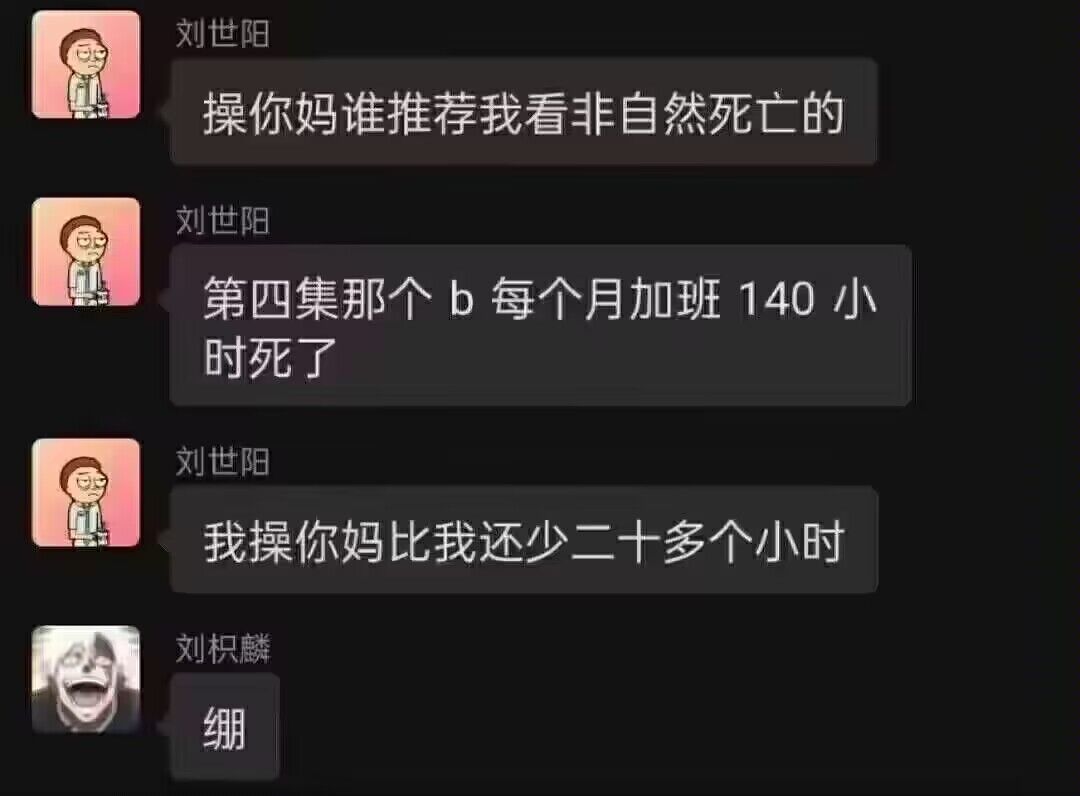 刘世阳
操你妈谁推荐我看非自然死亡的
刘世阳
第四集那个 b 每个月加班 140 小
时死了
刘世阳
我操你妈比我还少二十多个小时
刘枳麟
绷